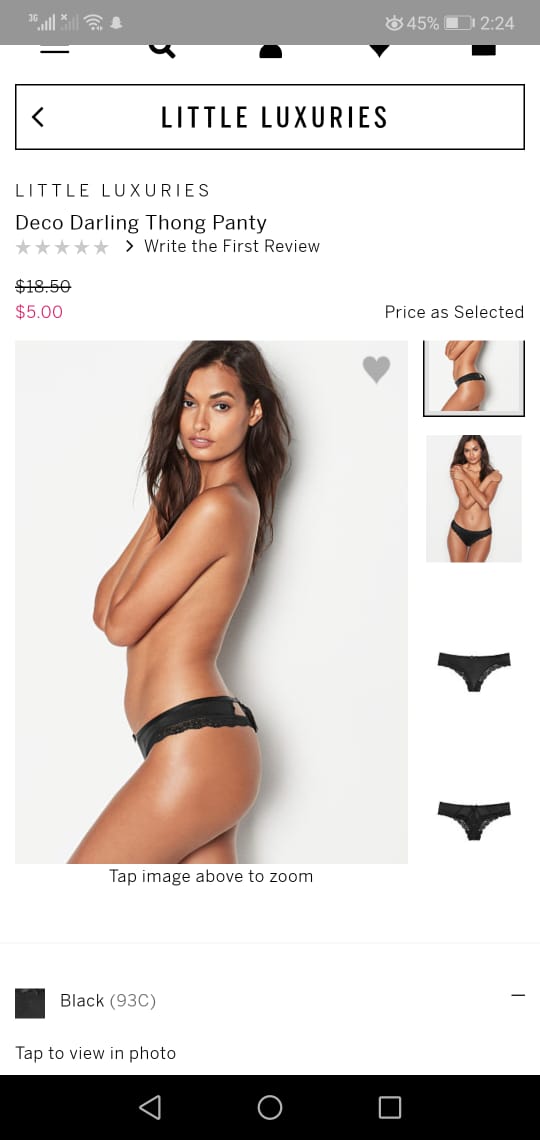 3G 45% 2:24
LITTLE LUXURIES
LITTLE LUXURIES
Deco Darling Thong Panty
Write the First Review
$18.50
$5.00
Price as Selected
Tap image above to zoom
Black (93C)
Tap to view in photo